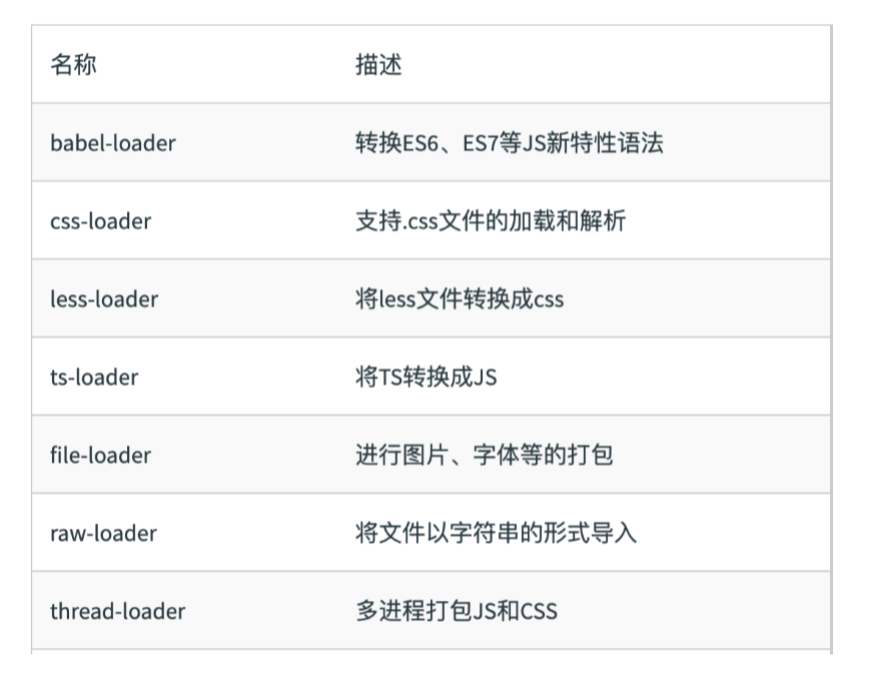 名称 描述
babel-loader 转换ES6、ES7等JS新特性语法
css-loader 支持.css文件的加载和解析
less-loader 将less文件转换成css
ts-loader 将TS转换成JS
file-loader 进行图片、字体等的打包
raw-loader 将文件以字符串的形式导入
thread-loader 多进程打包JS和CSS